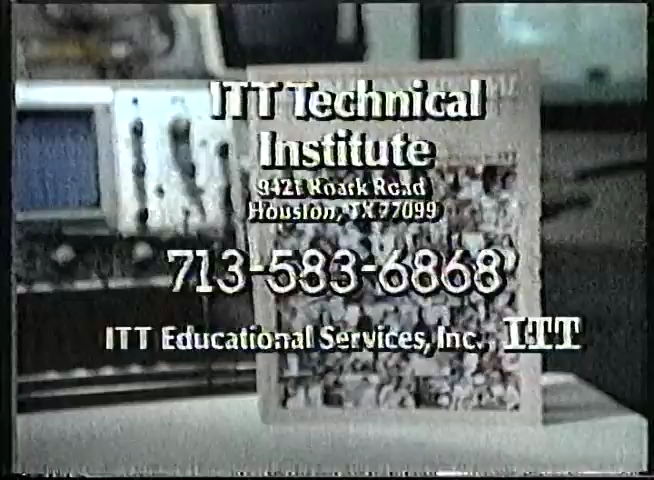 ITT Technical
Institute
9421 Roark Road
Houston, TX 77099
713-583-6868
ITT Educational Services, Inc. ITT